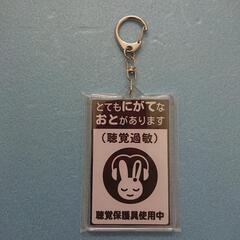 とてもにがてな
おとがあります
(聴覚過敏)
聴覚保護具使用中